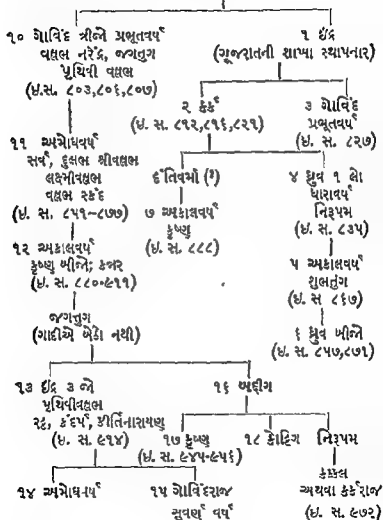 ૧૦ ગોવિંદ ત્રીજો પ્રભૂતવર્ષ
વલ્લભ નરેંદ્ર, જગત્તુગ
પૃથિવી વલ્લભ
(ઇ.સ. ૮૦૩,૮૦૬,૮૦૭)
૧ ઇંદ્ર
(ગુજરાતની શાખા સ્થાપનાર)
૨ કર્ક
(ઇ. સ. ૮૧૨,૮૧૬,૮૨૧)
૩ ગોવિંદ
પ્રભૂતવર્ષ
(ઇ. સ. ૮૨૭)
૧૧ અમોઘવર્ષ
સર્વ, દુલભ શ્રીવલ્લભ
લક્ષ્મીવલ્લભ
વલ્લભ સ્કંદ
(ઇ. સ. ૮૫૧-૮૭૭)
દંતિવર્મા (?)
૭ અકાલવર્ષ
કૃષ્ણ
(ઇ. સ. ૮૮૮)
૪ ધ્રુવ ૧ લો
ધારાવર્ષ
નિરૂપમ
(ઇ. સ. ૮૩૫)
૧૨ અકાલવર્ષ
કૃષ્ણ બીજો; કન્નર
(ઇ. સ. ૮૮૦-૯૧૧)
૫ અકાલવર્ષ
શુભતુંગ
(ઇ. સ ૮૬૭)
જગત્તુગ
(ગાદીએ બેઠો નથી)
૬ ધ્રુવ બીજો
(ઇ. સ. ૮૫૭,૮૭૧)
૧૩ ઇંદ્ર ૩ જો
પૃથિવીવલ્લભ
રટ્ટ, કંદર્પ, કીર્તિનારાયણ
(ઇ. સ. ૯૧૪)
૧૬ બદ્દીગ
૧૭ કૃષ્ણ
(ઇ. સ. ૯૪૫-૯૫૬)
૧૮ કોટ્ટિગ
નિરૂપમ
કક્કલ
અથવા કર્કરાજ
(ઇ. સ. ૯૭૨)
૧૪ અમોઘવર્ષ
૧૫ ગોવિંદરાજ
સુવર્ણ વર્ષ